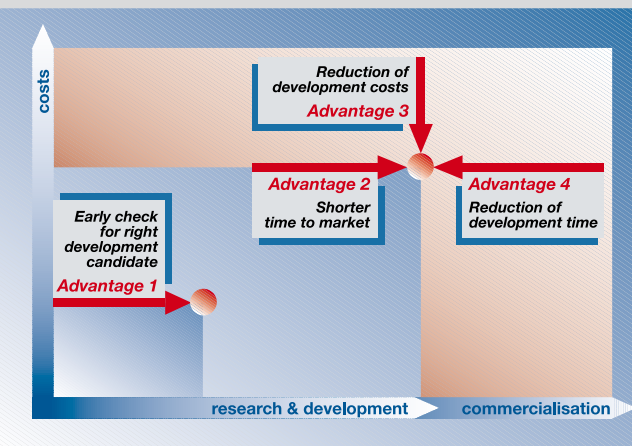 costs
Reduction of
development costs
Advantage 3
Advantage 2
Shorter
time to market
Advantage 4
Reduction of
development time
Early check
for right
development
candidate
Advantage 1
research & development
commercialisation